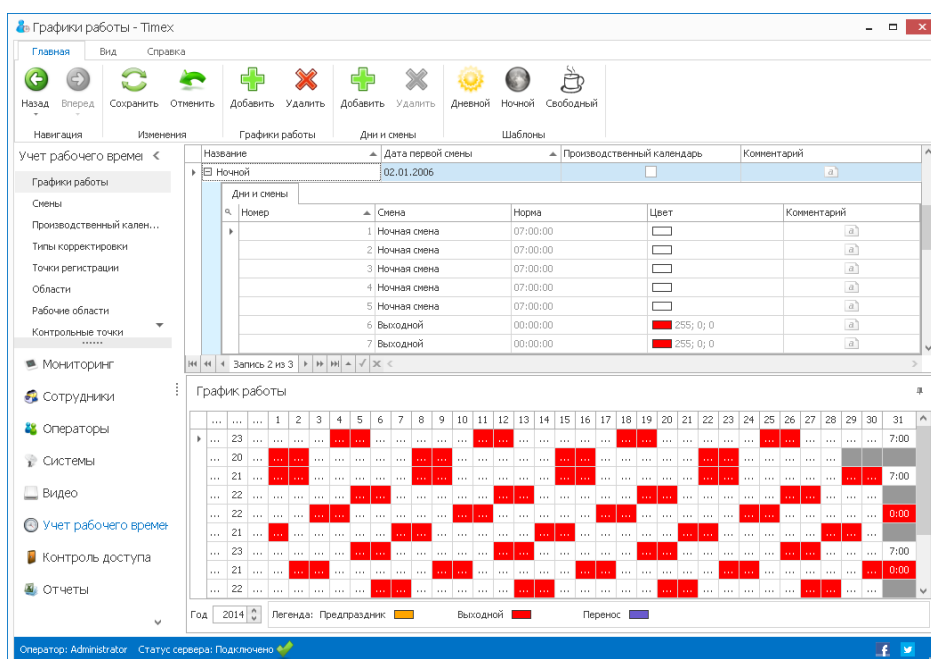 Графики работы - Timex
Главная Вид Справка
Назад Вперед Сохранить Отменить Добавить Удалить Добавить Удалить Дневной Ночной Свободный
Навигация Изменения Графики работы Дни и смены Шаблоны
Учет рабочего времеı
Графики работы
Смены
Производственный кален...
Типы корректировки
Точки регистрации
Области
Рабочие области
Контрольные точки
Мониторинг
Сотрудники
Операторы
Системы
Видео
Учет рабочего времен
Контроль доступа
Отчеты
Название Дата первой смены Производственный календарь Комментарий
Ночной 02.01.2006 a
Дни и смены
Номер Смена Норма Цвет Комментарий
1 Ночная смена 07:00:00 a
2 Ночная смена 07:00:00 a
3 Ночная смена 07:00:00 a
4 Ночная смена 07:00:00 a
5 Ночная смена 07:00:00 a
6 Выходной 00:00:00 255; 0; 0 a
7 Выходной 00:00:00 255; 0; 0 a
Запись 2 из 3
График работы
... ... ... 1 2 3 4 5 6 7 8 9 10 11 12 13 14 15 16 17 18 19 20 21 22 23 24 25 26 27 28 29 30 31
... 23 ... ... ... ... ... ... ... ... ... ... ... ... ... ... ... ... ... ... ... ... ... ... ... ... ... ... ... ... ... ... ... 7:00
... 20 ... ... ... ... ... ... ... ... ... ... ... ... ... ... ... ... ... ... ... ... ... ... ... ... ... ... ... ... ...
... 21 ... ... ... ... ... ... ... ... ... ... ... ... ... ... ... ... ... ... ... ... ... ... ... ... ... ... ... ... ... ... ... 7:00
... 22 ... ... ... ... ... ... ... ... ... ... ... ... ... ... ... ... ... ... ... ... ... ... ... ... ... ... ... ... ... ... ...
... 22 ... ... ... ... ... ... ... ... ... ... ... ... ... ... ... ... ... ... ... ... ... ... ... ... ... ... ... ... ... ... ... 0:00
... 21 ... ... ... ... ... ... ... ... ... ... ... ... ... ... ... ... ... ... ... ... ... ... ... ... ... ... ... ... ... ... ...
... 23 ... ... ... ... ... ... ... ... ... ... ... ... ... ... ... ... ... ... ... ... ... ... ... ... ... ... ... ... ... ... ... 7:00
... 21 ... ... ... ... ... ... ... ... ... ... ... ... ... ... ... ... ... ... ... ... ... ... ... ... ... ... ... ... ... ... ... 0:00
... 22 ... ... ... ... ... ... ... ... ... ... ... ... ... ... ... ... ... ... ... ... ... ... ... ... ... ... ... ... ... ... ...
Год 2014 Легенда: Предпраздник Выходной Перенос
Оператор: Administrator Статус сервера: Подключено